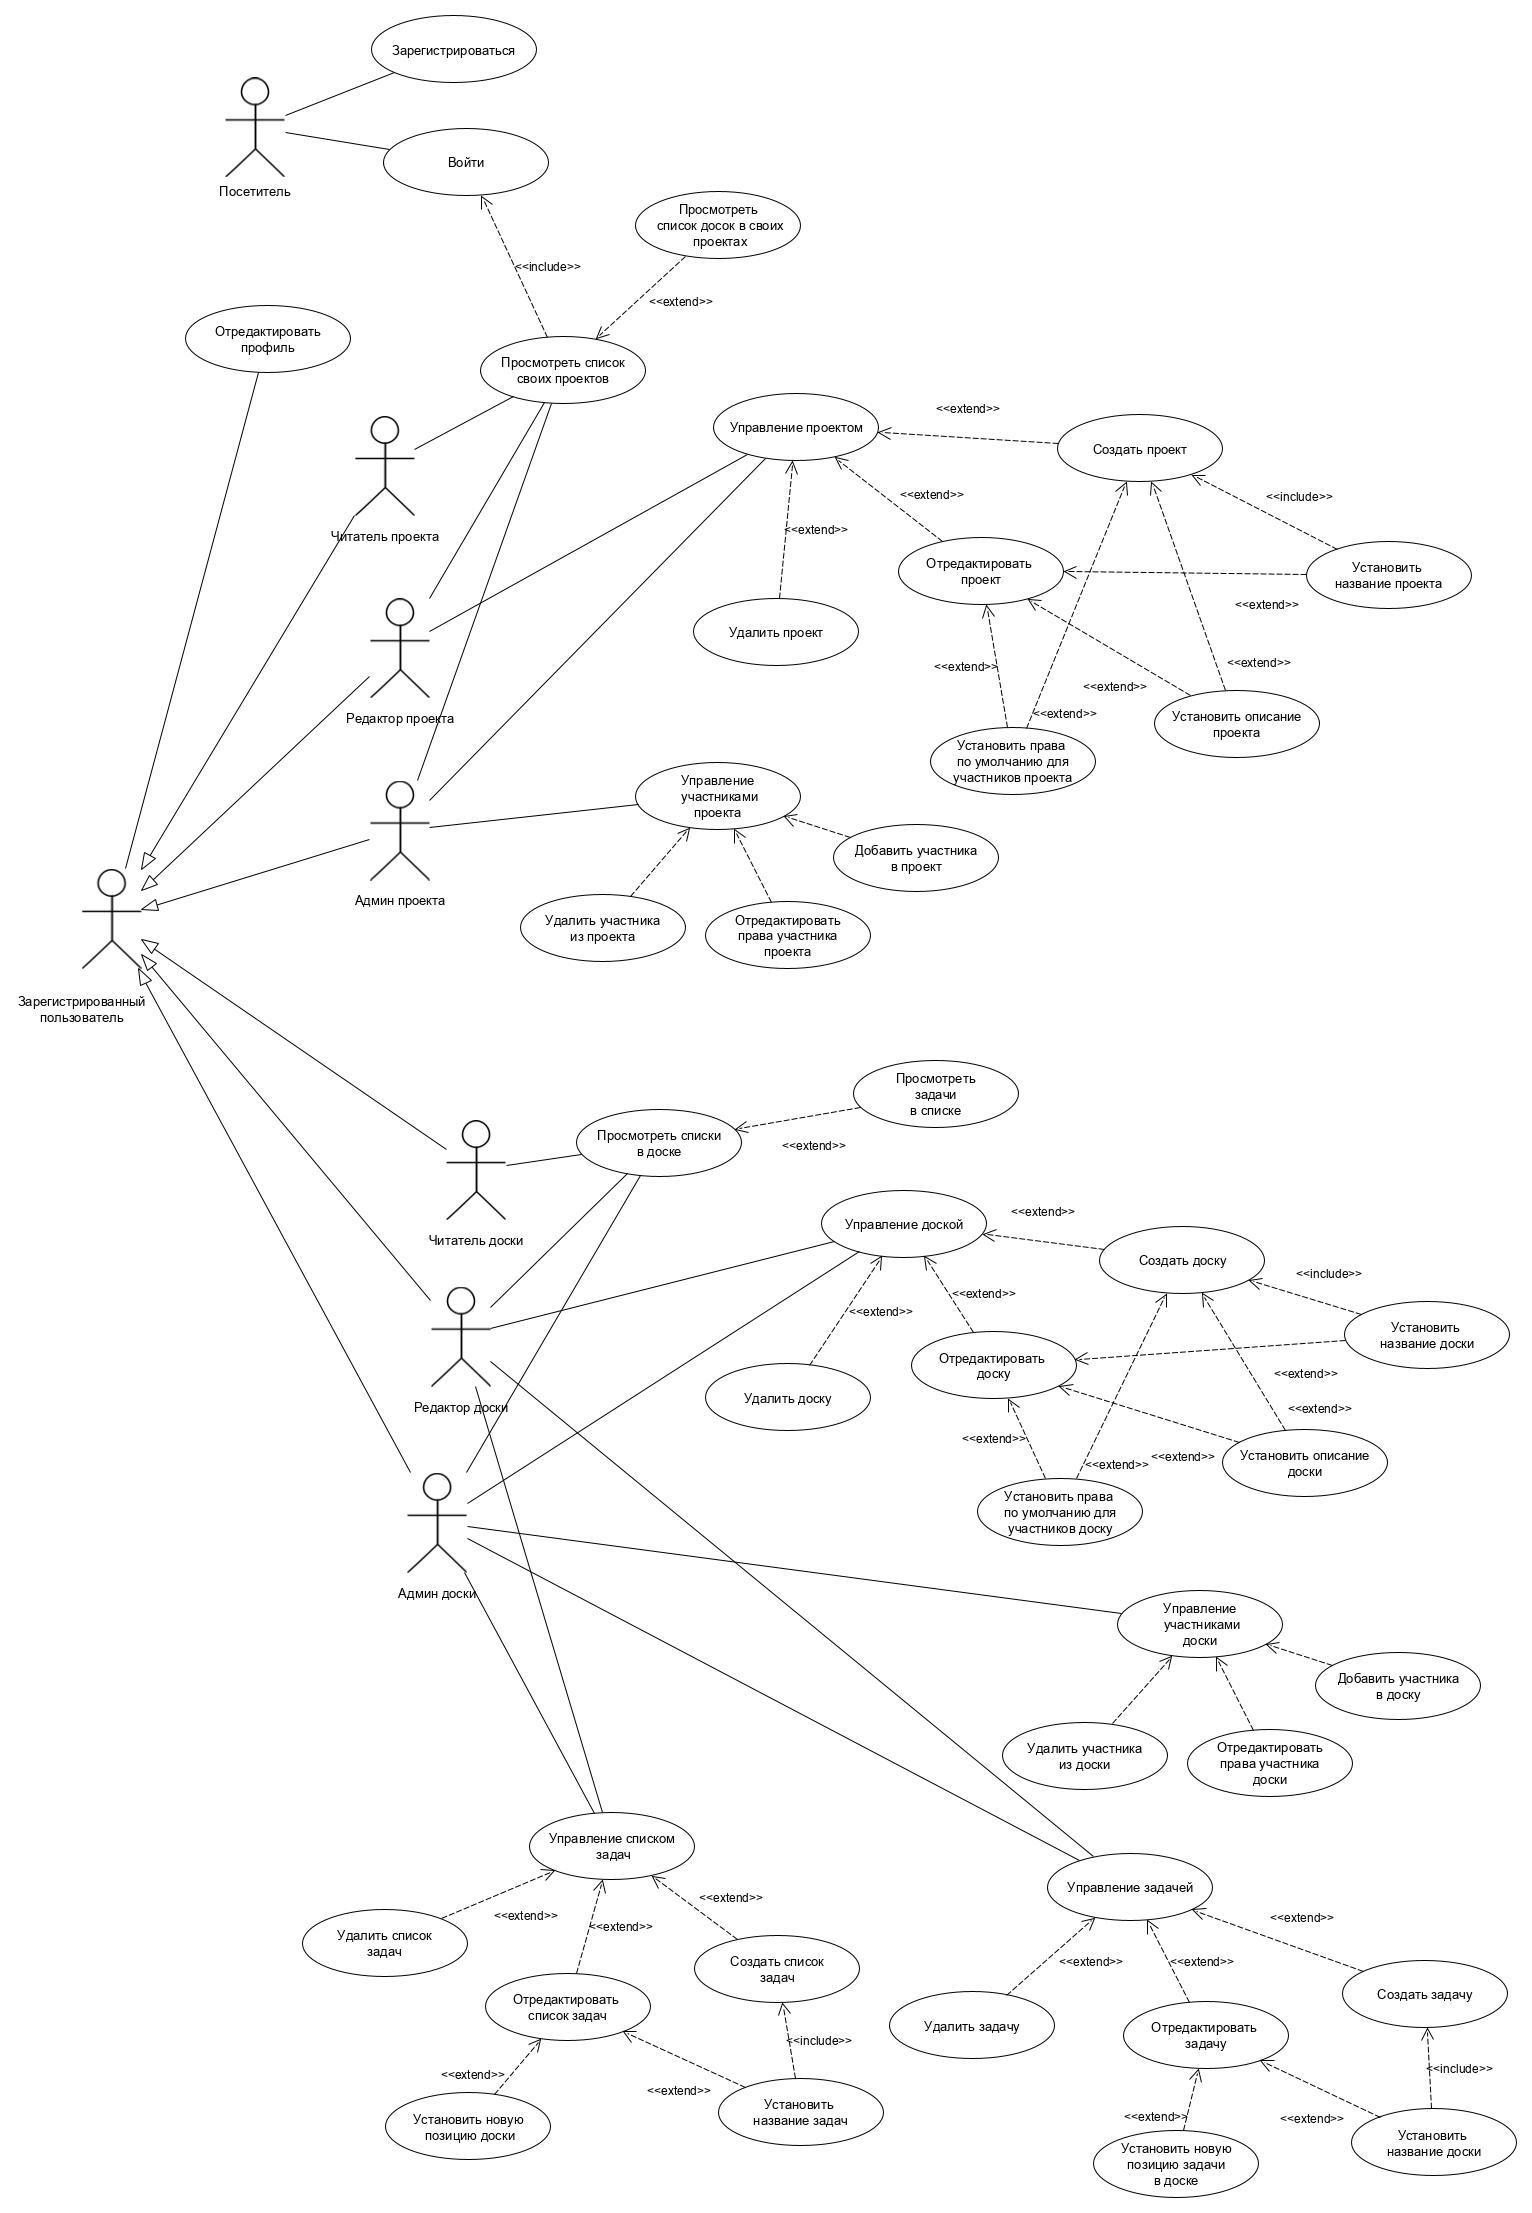 Зарегистрироваться
Посетитель
Войти
<<include>>
Просмотреть
список досок в своих
проектах
<<extend>>
Отредактировать
профиль
Просмотреть список
своих проектов
Читатель проекта
Управление проектом
<<extend>>
Создать проект
<<extend>>
<<include>>
<<extend>>
Отредактировать
проект
Установить
название проекта
<<extend>>
Редактор проекта
Удалить проект
<<extend>>
<<extend>>
<<extend>>
<<extend>>
Установить описание
проекта
Установить права
по умолчанию для
участников проекта
Управление
участниками
проекта
Добавить участника
в проект
Админ проекта
Удалить участника
из проекта
Отредактировать
права участника
проекта
Зарегистрированный
пользователь
Просмотреть
задачи
в списке
Просмотреть списки
в доске
<<extend>>
Читатель доски
Управление доской
<<extend>>
Создать доску
<<include>>
<<extend>>
<<extend>>
Установить
название доски
Отредактировать
доску
<<extend>>
Редактор доски
Удалить доску
<<extend>>
<<extend>>
<<extend>>
<<extend>>
Установить описание
доски
Установить права
по умолчанию для
участников доску
Админ доски
Управление
участниками
доски
Добавить участника
в доску
Удалить участника
из доски
Отредактировать
права участника
доски
Управление списком
задач
<<extend>>
<<extend>>
<<extend>>
Удалить список
задач
Создать список
задач
Отредактировать
список задач
<<include>>
<<extend>>
<<extend>>
Установить новую
позицию доски
Установить
название задач
Управление задачей
<<extend>>
<<extend>>
<<extend>>
Создать задачу
Удалить задачу
Отредактировать
задачу
<<include>>
<<extend>>
<<extend>>
Установить новую
позицию задачи
в доске
Установить
название доски